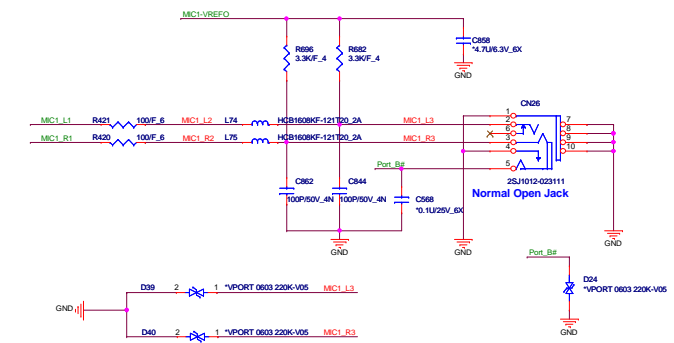 MIC1-VREFO
R696
3.3K/F_4
R682
3.3K/F_4
C858
*4.7U/6.3V_6X
GND
CN26
MIC1_L1
R421
100/F_6
MIC1_L2
L74
HCB1608KF-121T20_2A
MIC1_L3
MIC1_R1
R420
100/F_6
MIC1_R2
L75
HCB1608KF-121T20_2A
MIC1_R3
1
2
6
3
4
5
7
8
9
10
Port_B#
2SJ1012-023111
Normal Open Jack
C862
100P/50V_4N
C844
100P/50V_4N
C568
*0.1U/25V_6X
GND
GND
GND
Port_B#
D24
*VPORT 0603 220K-V05
GND
D39
2
1
*VPORT 0603 220K-V05
MIC1_L3
GND
D40
2
1
*VPORT 0603 220K-V05
MIC1_R3